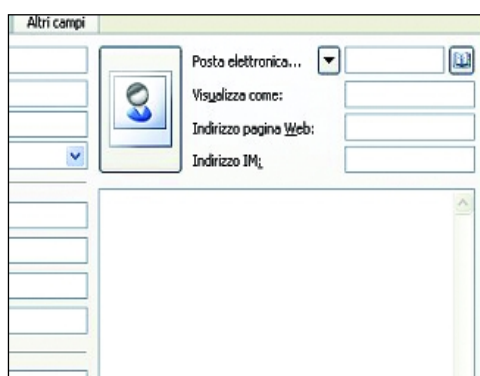 Altri campi
Posta elettronica...
Visualizza come:
Indirizzo pagina Web:
Indirizzo IM: